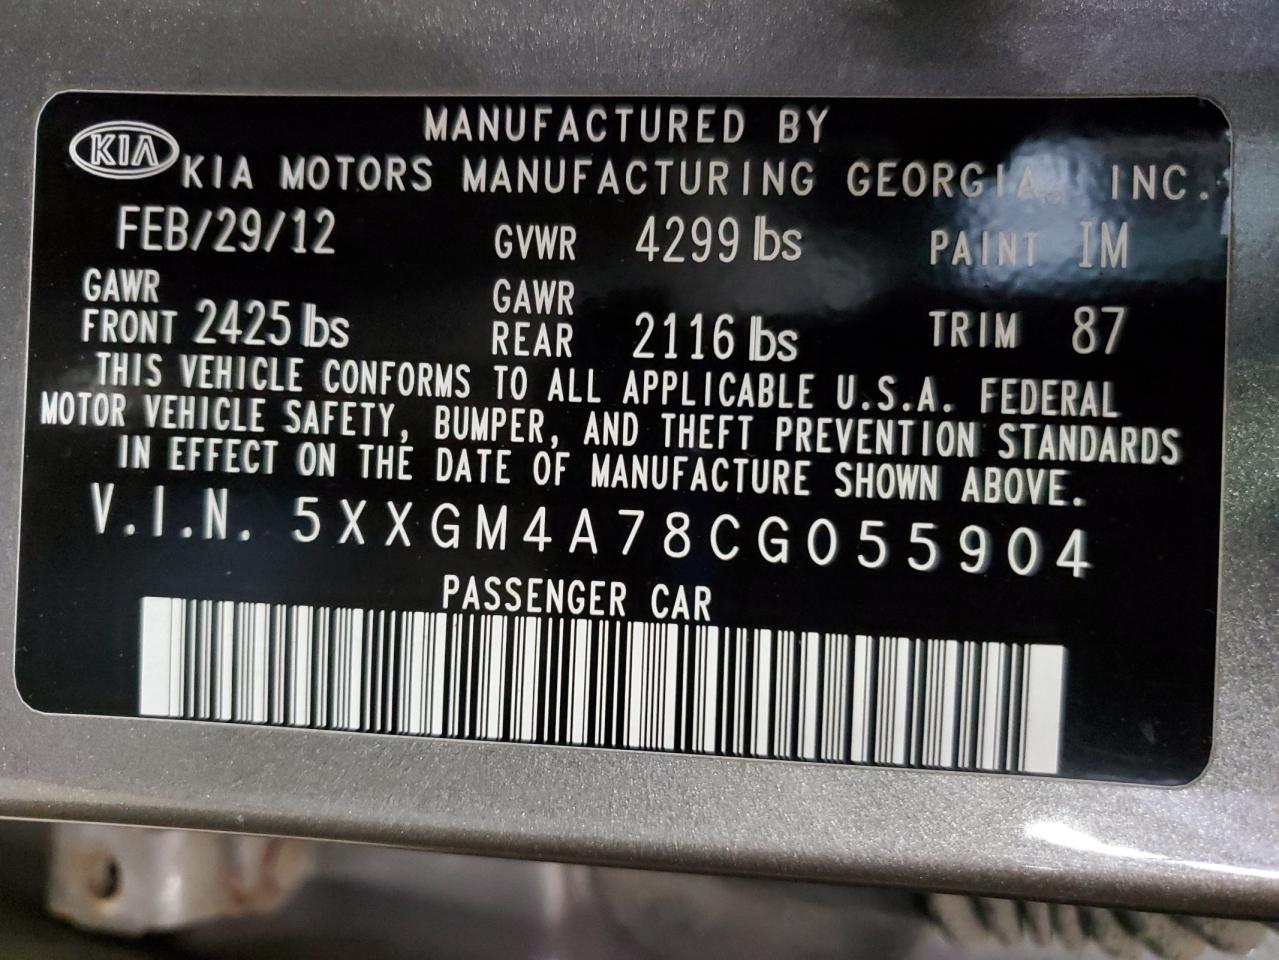 MANUFACTURED BY
KIA KIA MOTORS MANUFACTURING GEORGIA, INC.
FEB/29/12 GVWR 4299 lbs PAINT IM
GAWR FRONT 2425 lbs GAWR REAR 2116 lbs TRIM 87
THIS VEHICLE CONFORMS TO ALL APPLICABLE U.S.A. FEDERAL
MOTOR VEHICLE SAFETY, BUMPER, AND THEFT PREVENTION STANDARDS
IN EFFECT ON THE DATE OF MANUFACTURE SHOWN ABOVE.
V.I.N. 5XXGM4A78CG055904
PASSENGER CAR